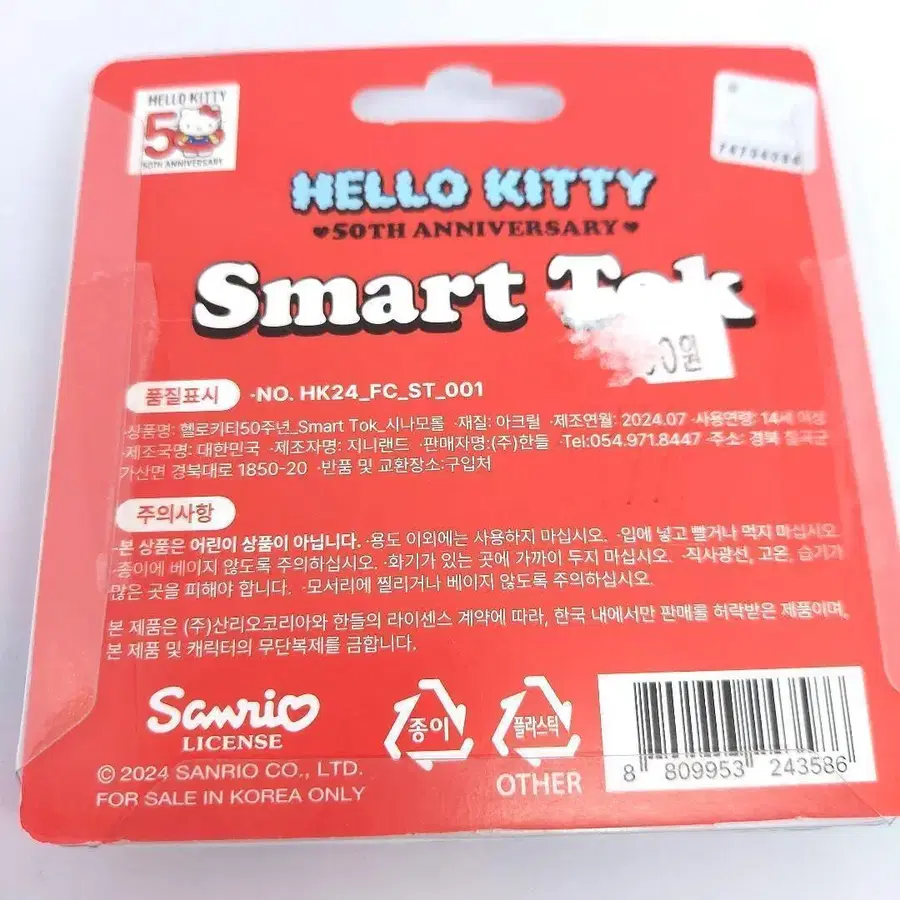 HELLO KITTY
50TH ANNIVERSARY
HELLO KITTY
♥50TH ANNIVERSARY♥
Smart Tok
0원
품질표시 ·NO. HK24_FC_ST_001
·상품명: 헬로키티50주년_Smart Tok_시나모롤 ·재질: 아크릴 ·제조연월: 2024.07 ·사용연령: 14세 이상
·제조국명: 대한민국 ·제조자명: 지니랜드 ·판매자명:(주)한들 ·Tel:054.971.8447 ·주소: 경북 칠곡군
가산면 경북대로 1850-20 ·반품 및 교환장소:구입처
주의사항
본 상품은 어린이 상품이 아닙니다. ·용도 이외에는 사용하지 마십시오. ·입에 넣고 빨거나 먹지 마십시오.
·종이에 베이지 않도록 주의하십시오. ·화기가 있는 곳에 가까이 두지 마십시오. ·직사광선, 고온, 습기가
많은 곳을 피해야 합니다. ·모서리에 찔리거나 베이지 않도록 주의하십시오.
본 제품은 (주)산리오코리아와 한들의 라이센스 계약에 따라, 한국 내에서만 판매를 허락받은 제품이며,
본 제품 및 캐릭터의 무단복제를 금합니다.
Sanrio
LICENSE
종이
플라스틱
OTHER
© 2024 SANRIO CO., LTD.
FOR SALE IN KOREA ONLY
8 809953 243586